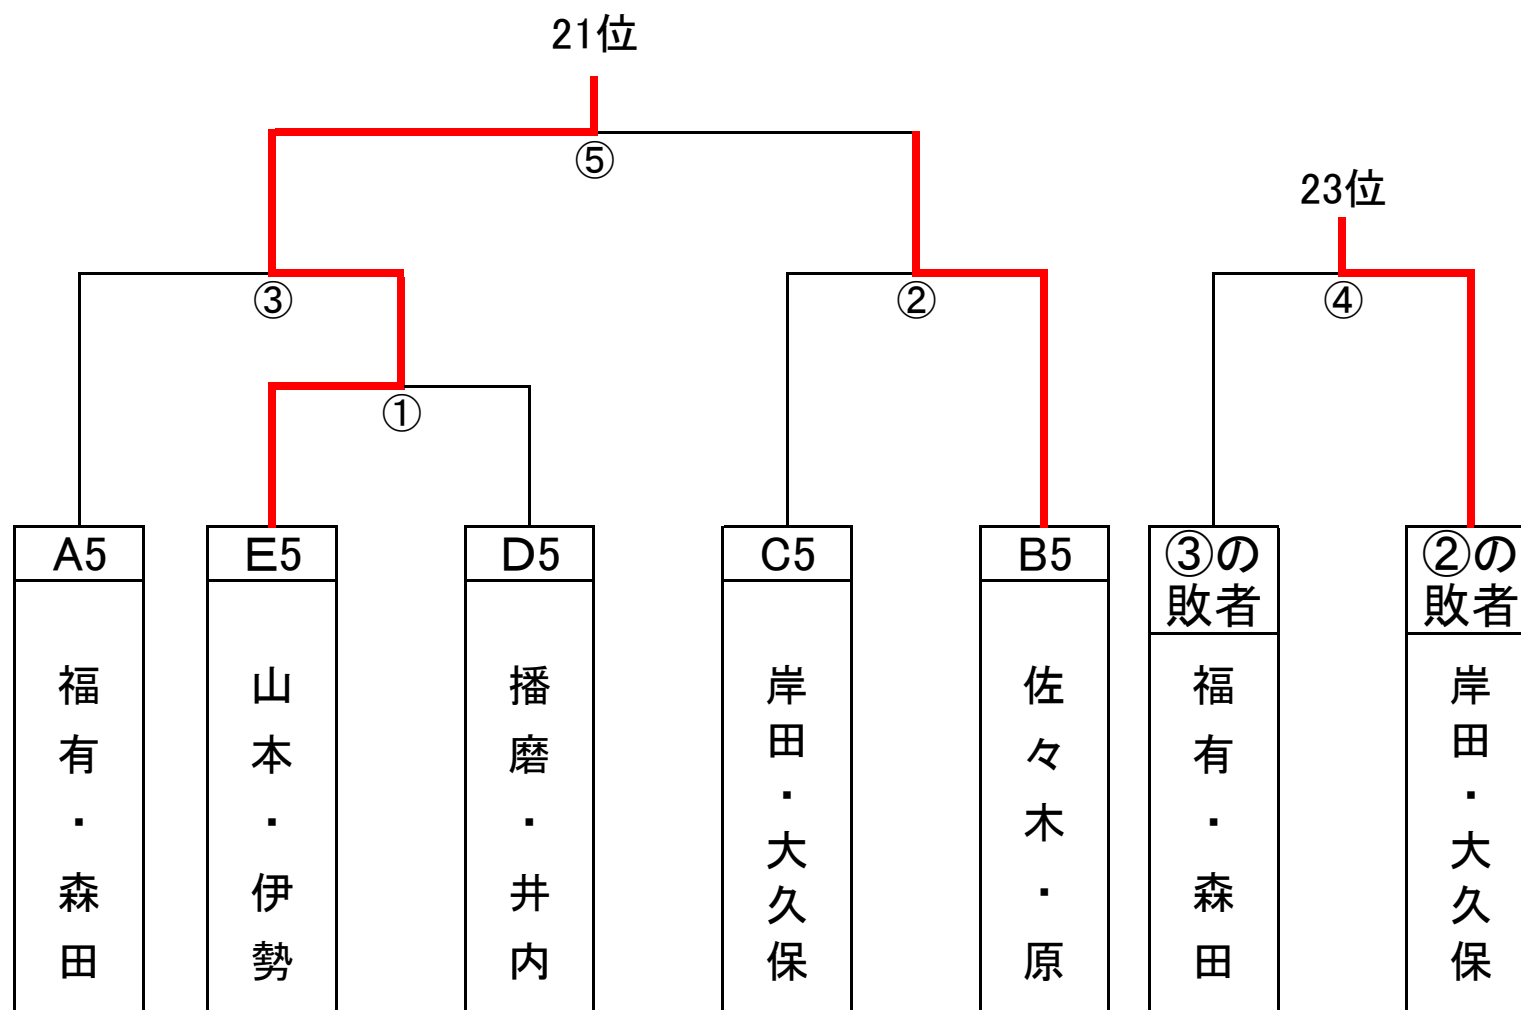 21位
⑤
23位
③
②
④
①
A5
E5
D5
C5
B5
③の
敗者
②の
敗者
福有・森田
山本・伊勢
播磨・井内
岸田・大久保
佐々木・原
福有・森田
岸田・大久保